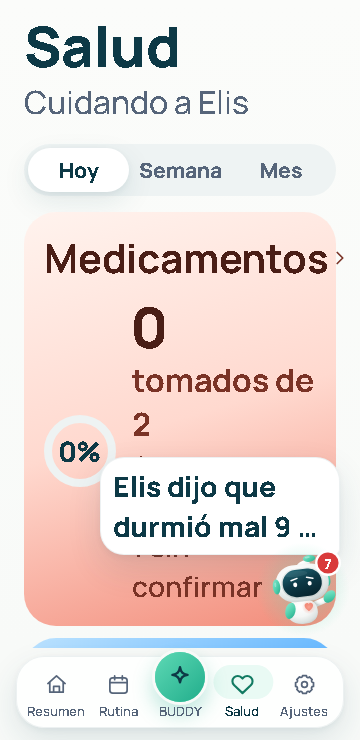 Salud
Cuidando a Elis
Hoy Semana Mes
Medicamentos
0
tomados de
2
0%
Elis dijo que
durmió mal 9 ...
confirmar
7
Resumen Rutina BUDDY Salud Ajustes